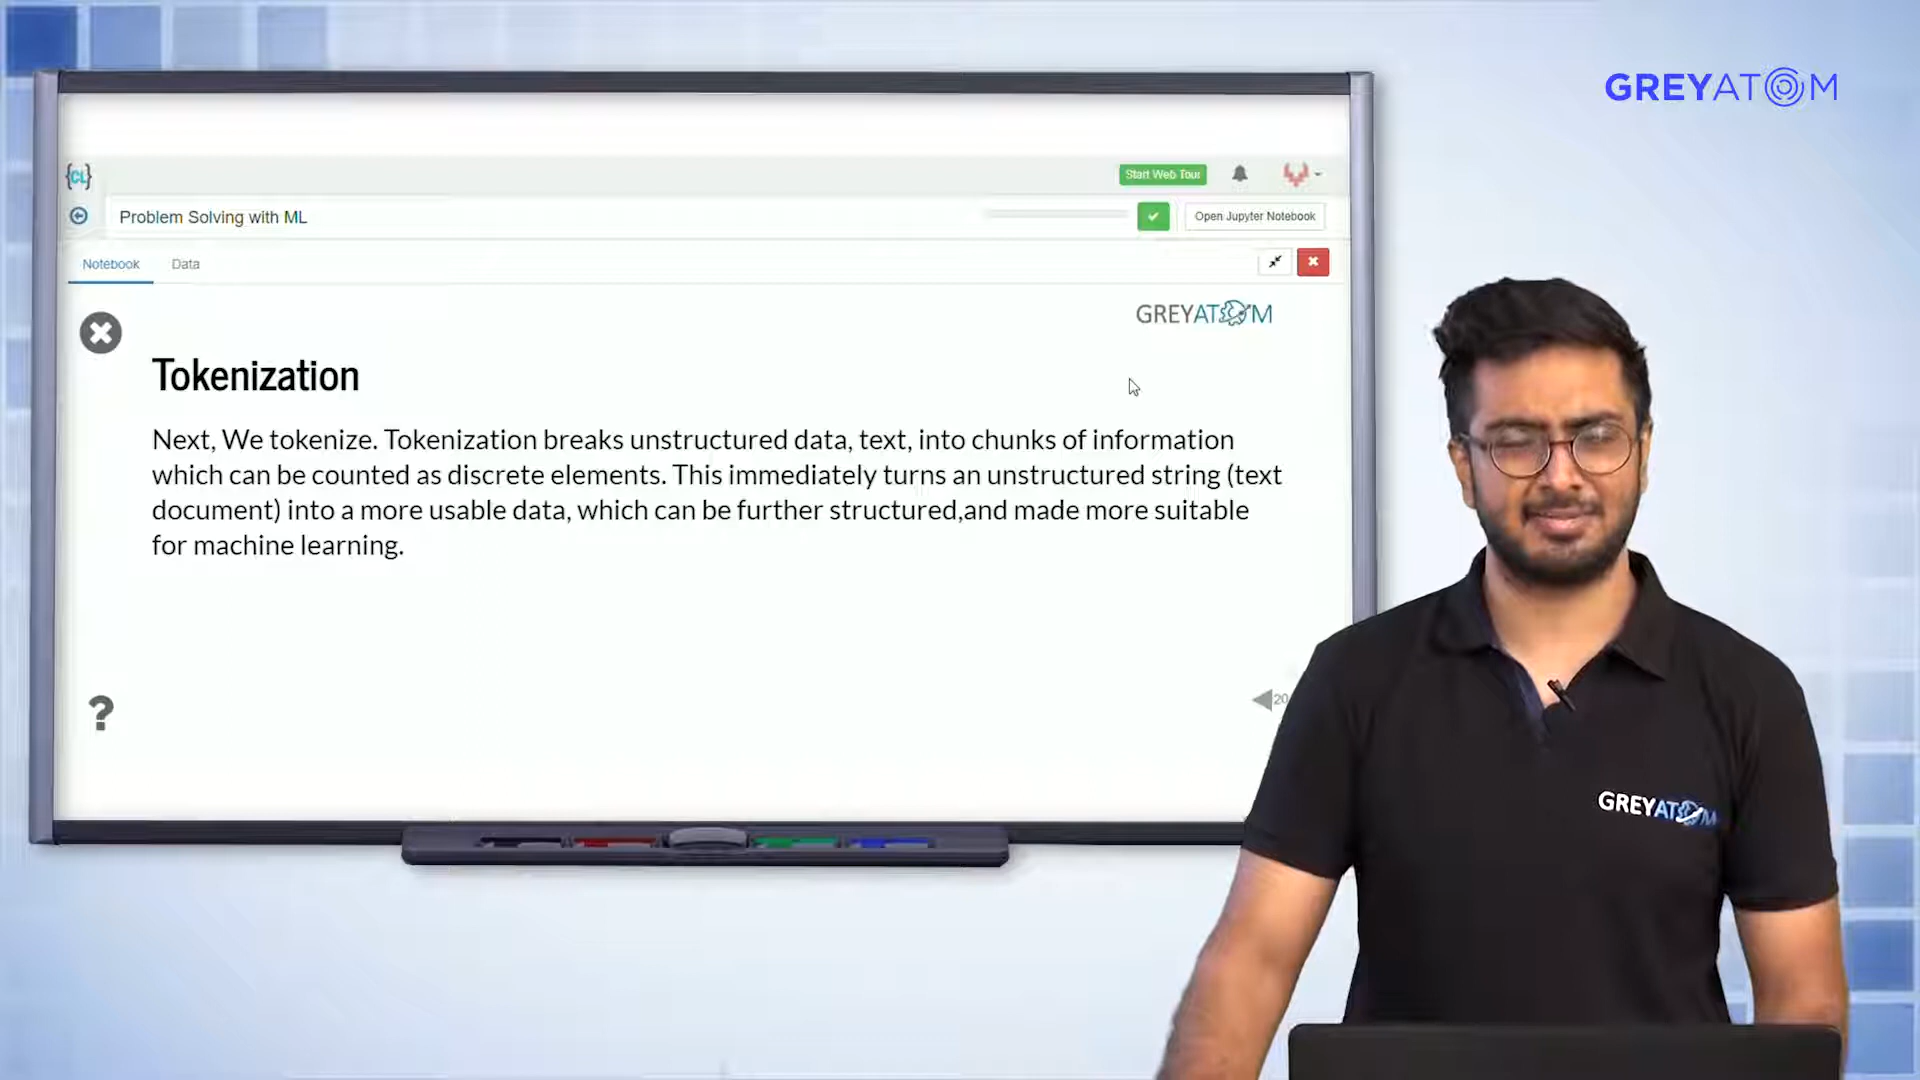 GREYATOM
{CL}
Start Web Tour
Problem Solving with ML
Open Jupyter Notebook
Notebook
Data
GREYATOM
Tokenization
Next, We tokenize. Tokenization breaks unstructured data, text, into chunks of information
which can be counted as discrete elements. This immediately turns an unstructured string (text
document) into a more usable data, which can be further structured,and made more suitable
for machine learning.
?
20
GREYATOM